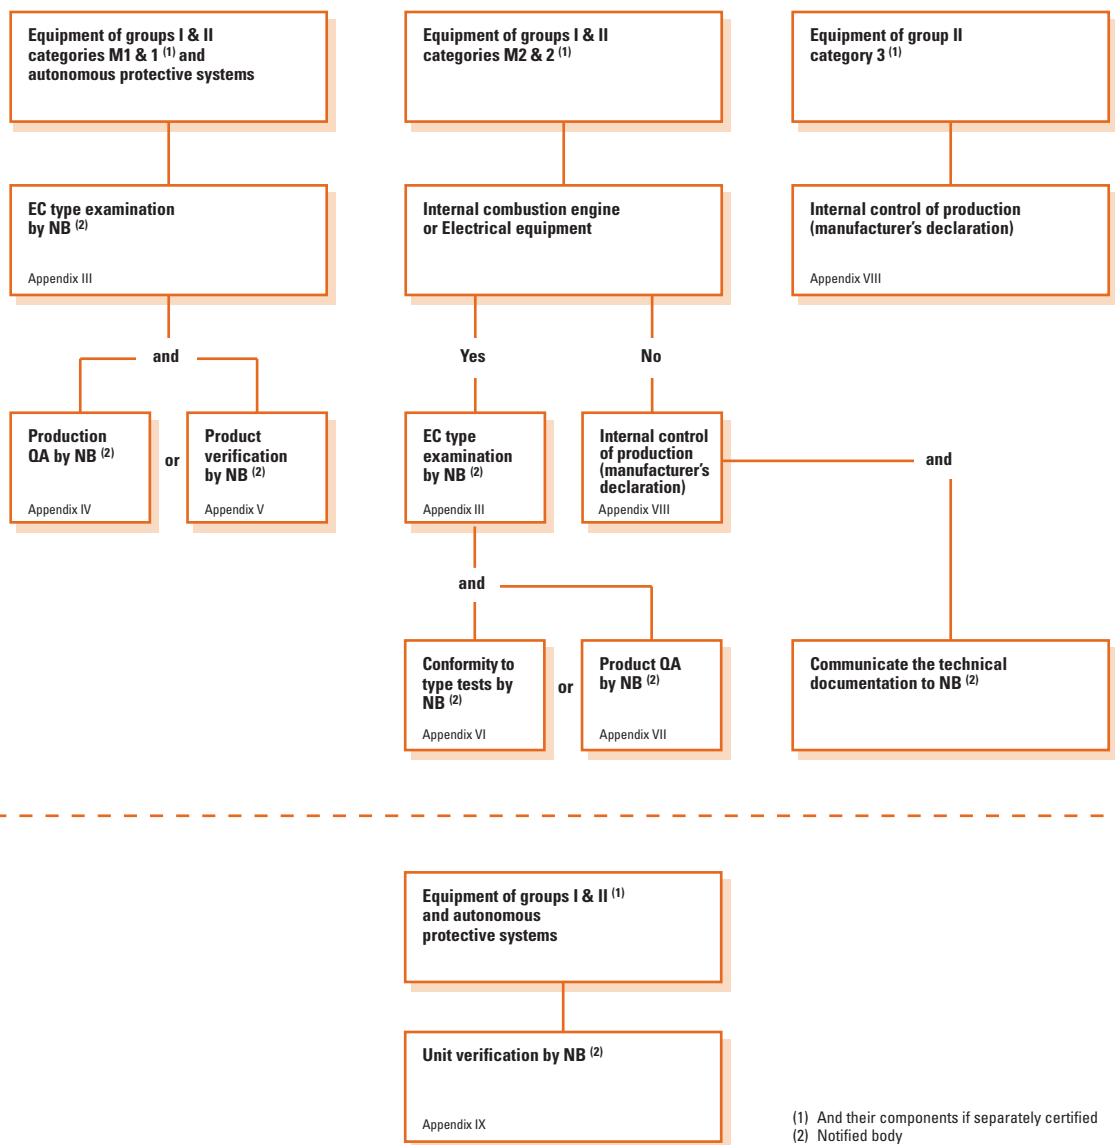 Equipment of groups I & II
categories M1 & 1 (1) and
autonomous protective systems
Equipment of groups I & II
categories M2 & 2 (1)
Equipment of group II
category 3 (1)
EC type examination
by NB (2)
Appendix III
Internal combustion engine
or Electrical equipment
Internal control of production
(manufacturer's declaration)
Appendix VIII
and
Yes
No
Production
QA by NB (2)
Appendix IV
or
Product
verification
by NB (2)
Appendix V
EC type
examination
by NB (2)
Appendix III
Internal control
of production
(manufacturer's
declaration)
Appendix VIII
and
and
Conformity to
type tests by
NB (2)
Appendix VI
or
Product QA
by NB (2)
Appendix VII
Communicate the technical
documentation to NB (2)
Equipment of groups I & II (1)
and autonomous
protective systems
Unit verification by NB (2)
Appendix IX
(1) And their components if separately certified
(2) Notified body